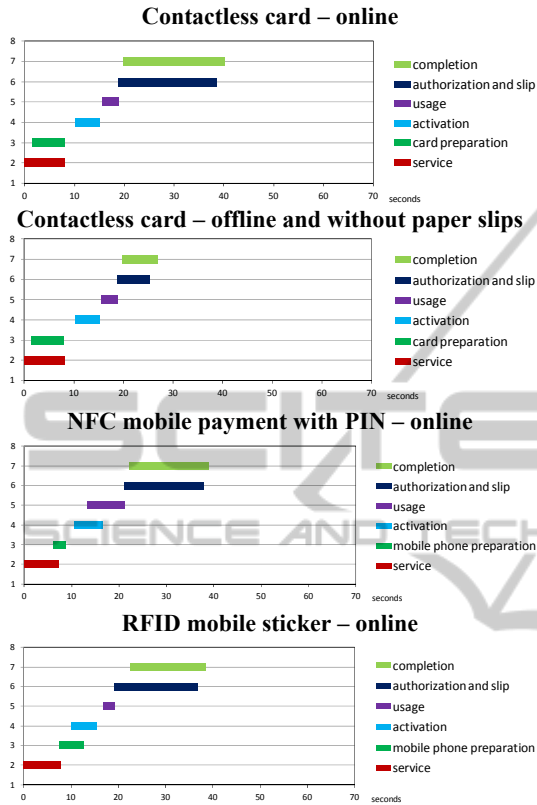 Contactless card – online
8
7
6
5
4
3
2
1
completion
authorization and slip
usage
activation
card preparation
service
0 10 20 30 40 50 60 70 seconds
Contactless card – offline and without paper slips
8
7
6
5
4
3
2
1
completion
authorization and slip
usage
activation
card preparation
service
0 10 20 30 40 50 60 70 seconds
NFC mobile payment with PIN – online
8
7
6
5
4
3
2
1
completion
authorization and slip
usage
activation
mobile phone preparation
service
0 10 20 30 40 50 60 70 seconds
SCITE
SCIENCE AND TECH
RFID mobile sticker – online
8
7
6
5
4
3
2
1
completion
authorization and slip
usage
activation
mobile phone preparation
service
0 10 20 30 40 50 60 70 seconds